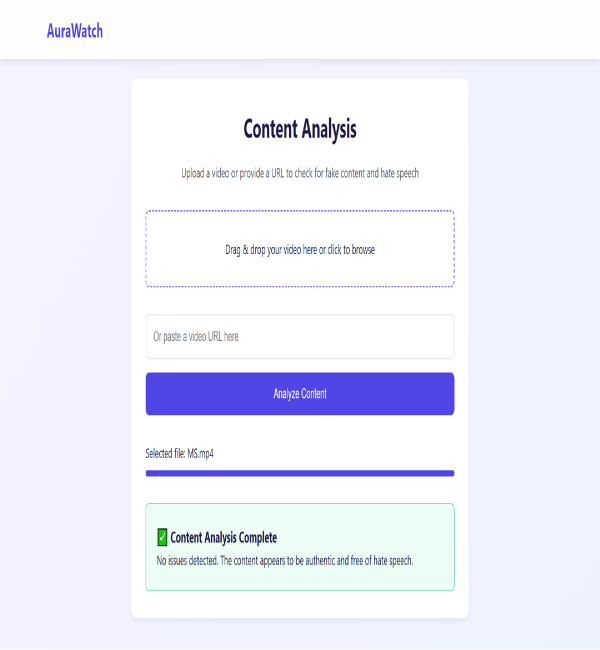 AuraWatch
Content Analysis
Upload a video or provide a URL to check for fake content and hate speech
Drag & drop your video here or click to browse
Or paste a video URL here
Analyze Content
Selected file: MS.mp4
✅ Content Analysis Complete
No issues detected. The content appears to be authentic and free of hate speech.